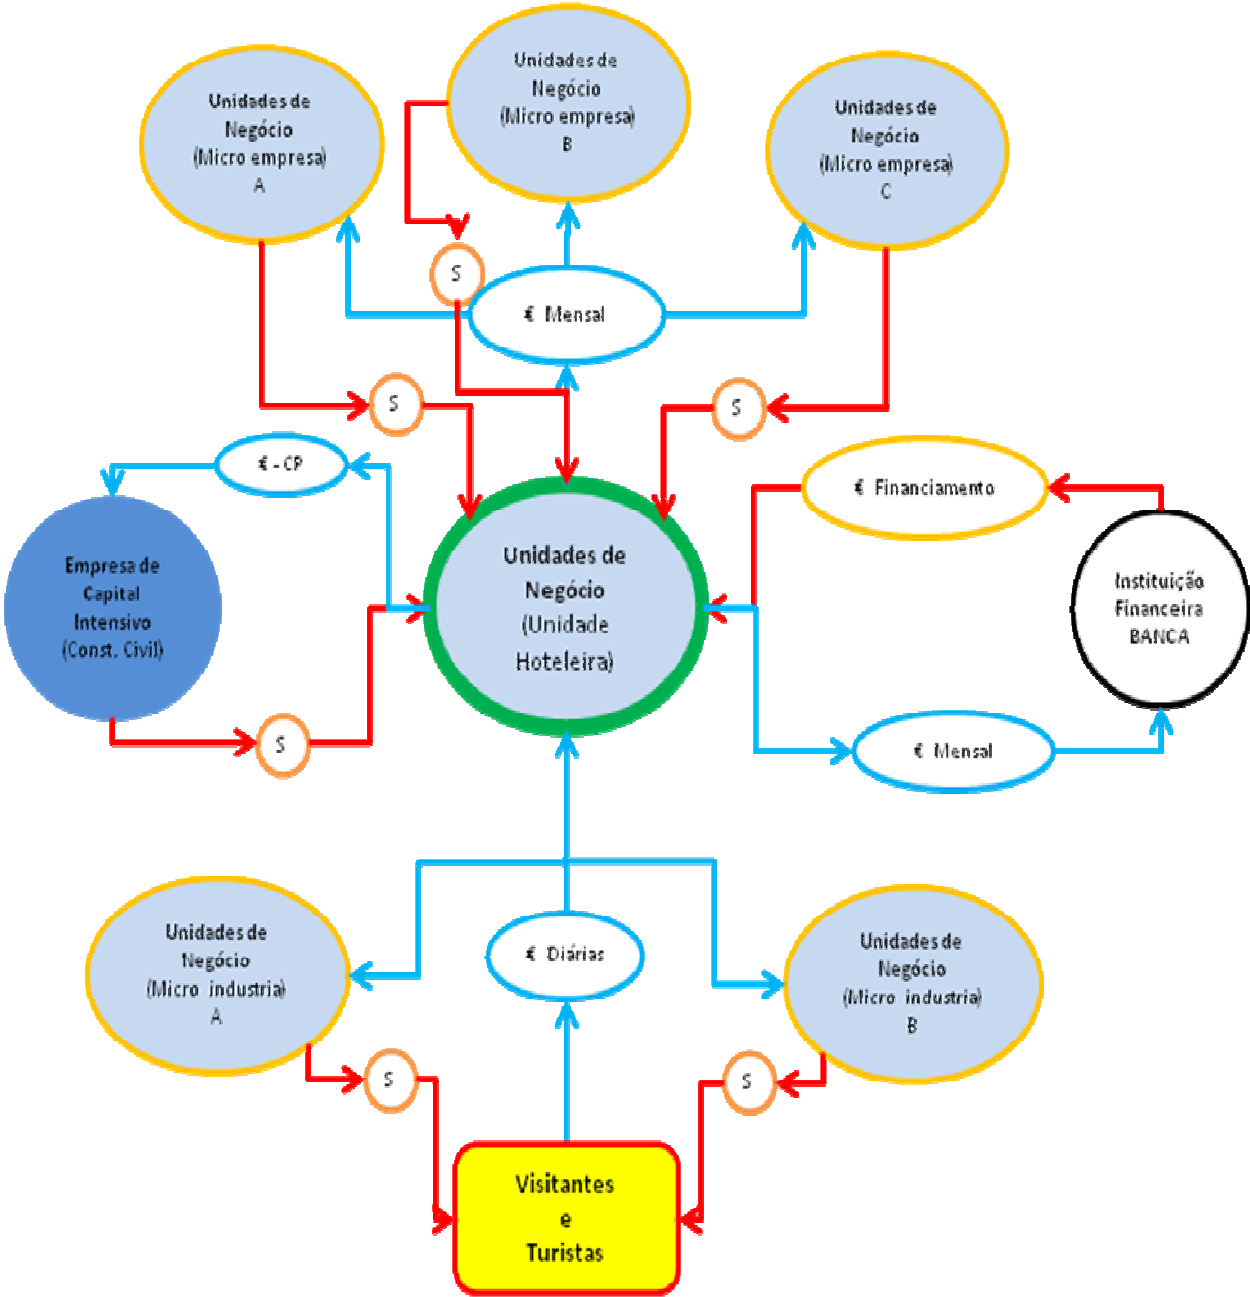 Unidades de
Negócio
(Micro empresa)
B
Unidades de
Negócio
(Micro empresa)
A
Unidades de
Negócio
(Micro empresa)
C
S
€ Mensal
S
S
€ - CP
€ Financiamento
Empresa de
Capital
Intensivo
(Const. Civil)
Unidades de
Negócio
(Unidade
Hoteleira)
Instituição
Financeira
BANCA
S
€ Mensal
Unidades de
Negócio
(Micro industria)
A
€ Diárias
Unidades de
Negócio
(Micro industria)
B
S
S
Visitantes
e
Turistas